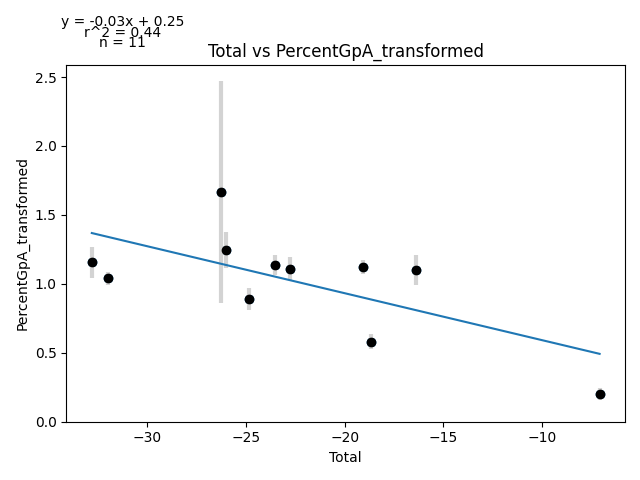 y = -0.03x + 0.25
r^2 = 0.44
n = 11
Total vs PercentGpA_transformed
2.5
2.0
1.5
1.0
0.5
0.0
PercentGpA_transformed
−30
−25
−20
−15
−10
Total